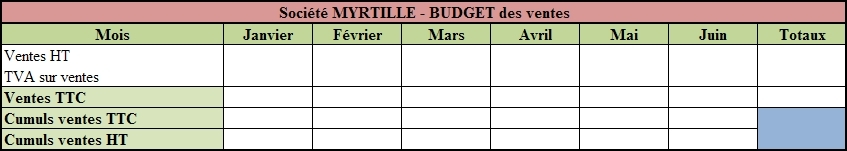 Société MYRTILLE - BUDGET des ventes
Mois Janvier Février Mars Avril Mai Juin Totaux
Ventes HT
TVA sur ventes
Ventes TTC
Cumuls ventes TTC
Cumuls ventes HT